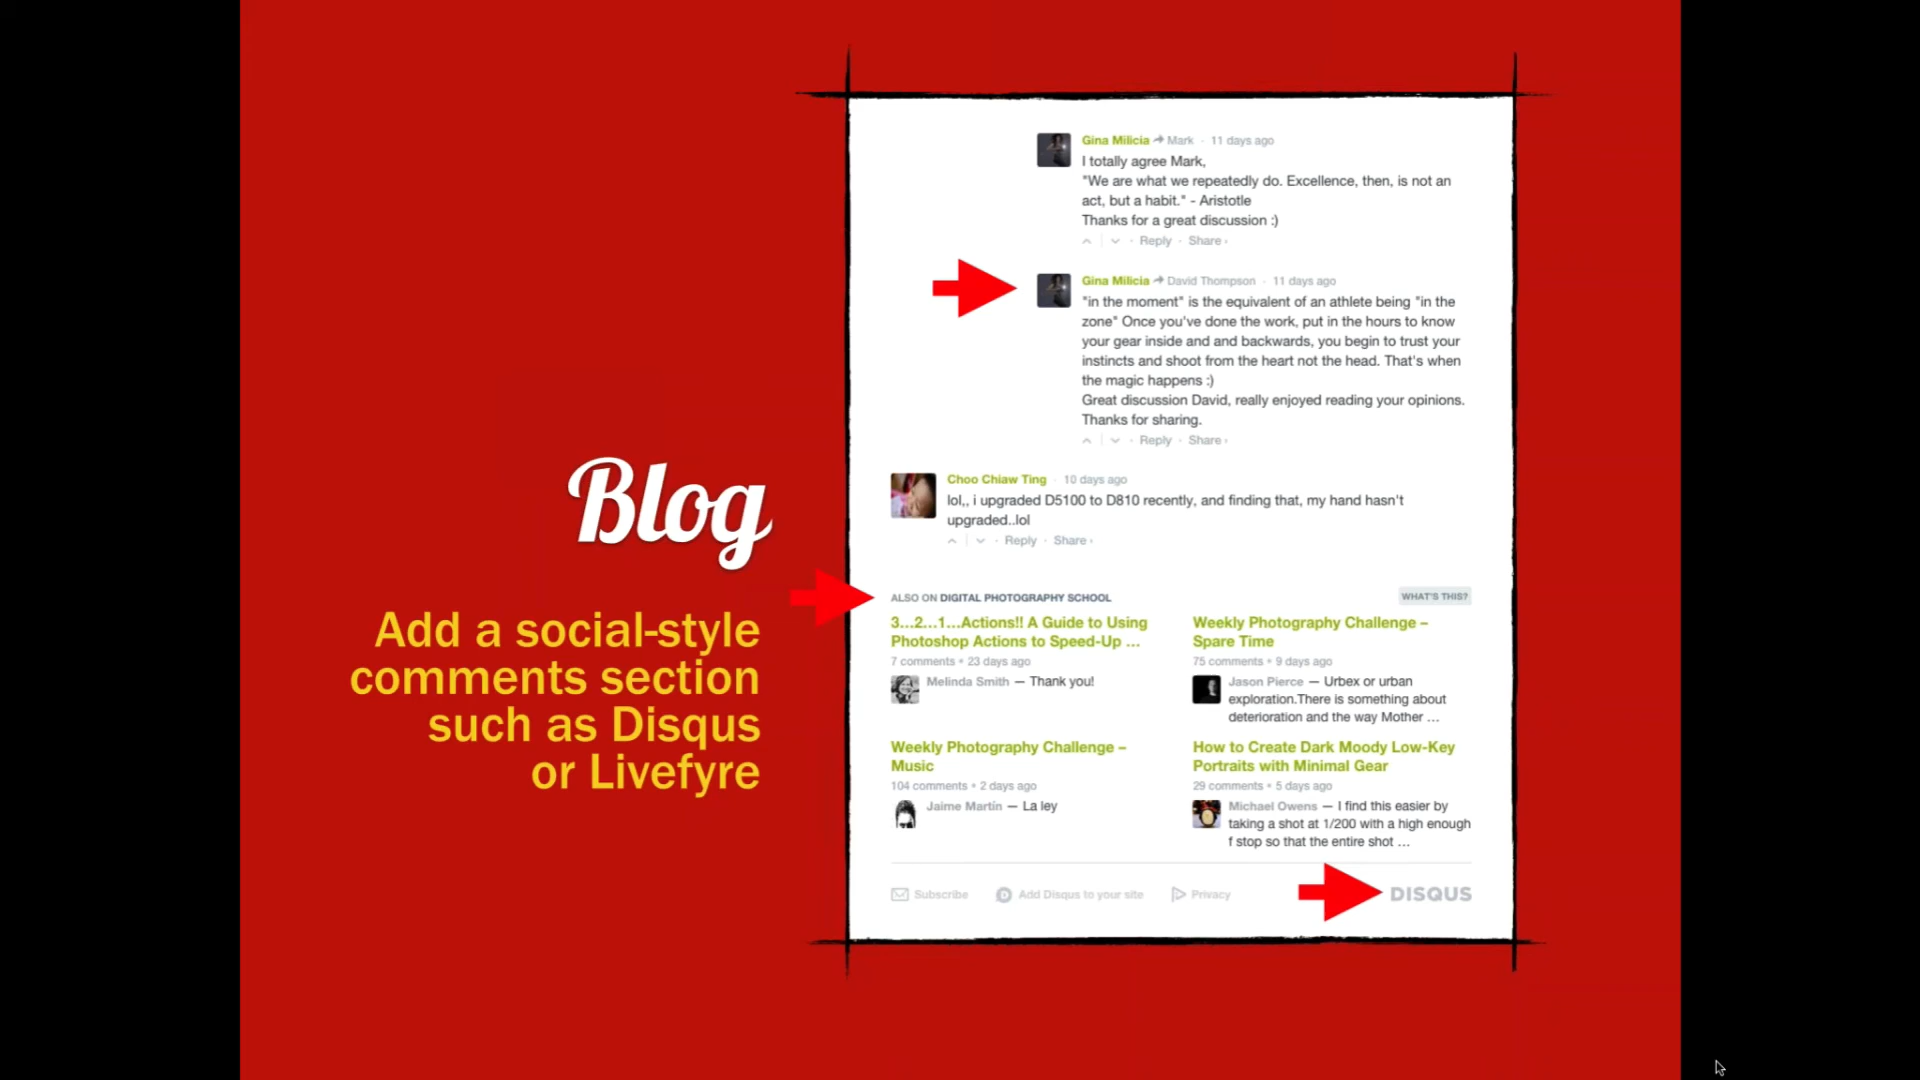 Blog
Add a social-style
comments section
such as Disqus
or Livefyre
Gina Milicia Mark · 11 days ago
I totally agree Mark,
"We are what we repeatedly do. Excellence, then, is not an
act, but a habit." - Aristotle
Thanks for a great discussion :)
Reply · Share ›
Gina Milicia David Thompson · 11 days ago
"in the moment" is the equivalent of an athlete being "in the
zone" Once you've done the work, put in the hours to know
your gear inside and and backwards, you begin to trust your
instincts and shoot from the heart not the head. That's when
the magic happens :)
Great discussion David, really enjoyed reading your opinions.
Thanks for sharing.
Reply · Share ›
Choo Chiaw Ting · 10 days ago
lol,, i upgraded D5100 to D810 recently, and finding that, my hand hasn't
upgraded..lol
Reply · Share ›
ALSO ON DIGITAL PHOTOGRAPHY SCHOOL
WHAT'S THIS?
3...2...1...Actions!! A Guide to Using
Photoshop Actions to Speed-Up ...
7 comments • 23 days ago
Melinda Smith — Thank you!
Weekly Photography Challenge –
Spare Time
75 comments • 9 days ago
Jason Pierce — Urbex or urban
exploration.There is something about
deterioration and the way Mother ...
Weekly Photography Challenge –
Music
104 comments • 2 days ago
Jaime Martín — La ley
How to Create Dark Moody Low-Key
Portraits with Minimal Gear
29 comments • 5 days ago
Michael Owens — I find this easier by
taking a shot at 1/200 with a high enough
f stop so that the entire shot ...
Subscribe
Add Disqus to your site
Privacy
DISQUS